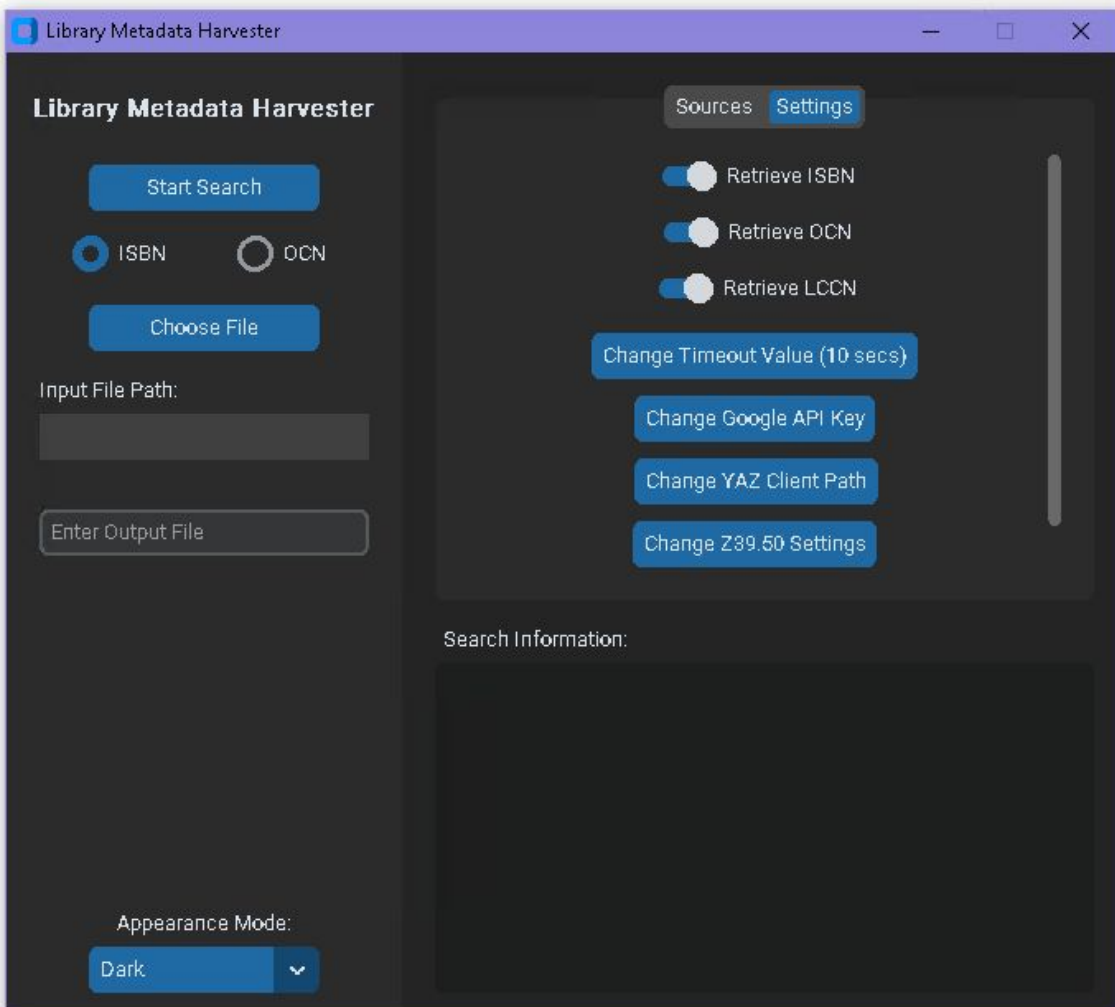 Library Metadata Harvester
Library Metadata Harvester
Start Search
ISBN OCN
Choose File
Input File Path:
Enter Output File
Appearance Mode:
Dark
Sources Settings
Retrieve ISBN
Retrieve OCN
Retrieve LCCN
Change Timeout Value (10 secs)
Change Google API Key
Change YAZ Client Path
Change Z39.50 Settings
Search Information: